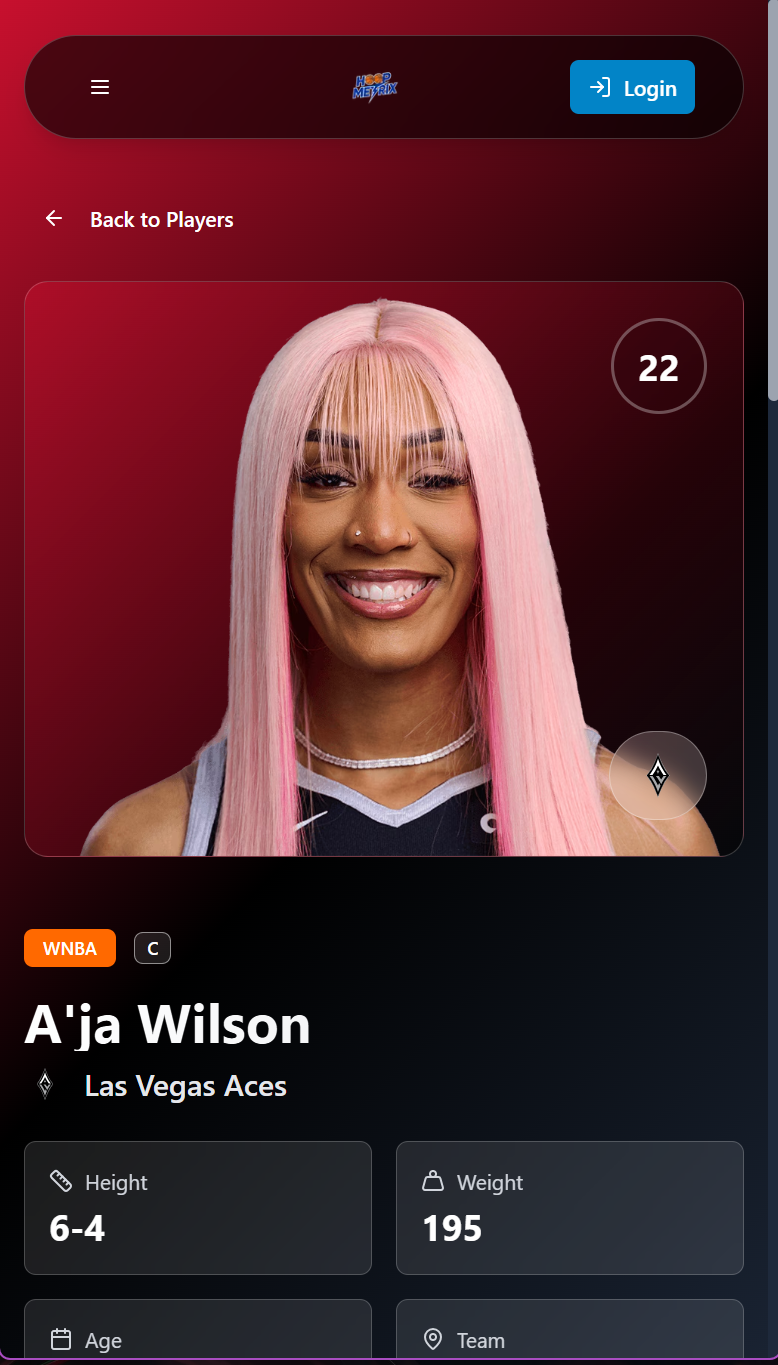 HOOP
METRIX
Login
Back to Players
22
WNBA
C
A'ja Wilson
Las Vegas Aces
Height
Weight
6-4
195
Age
Team